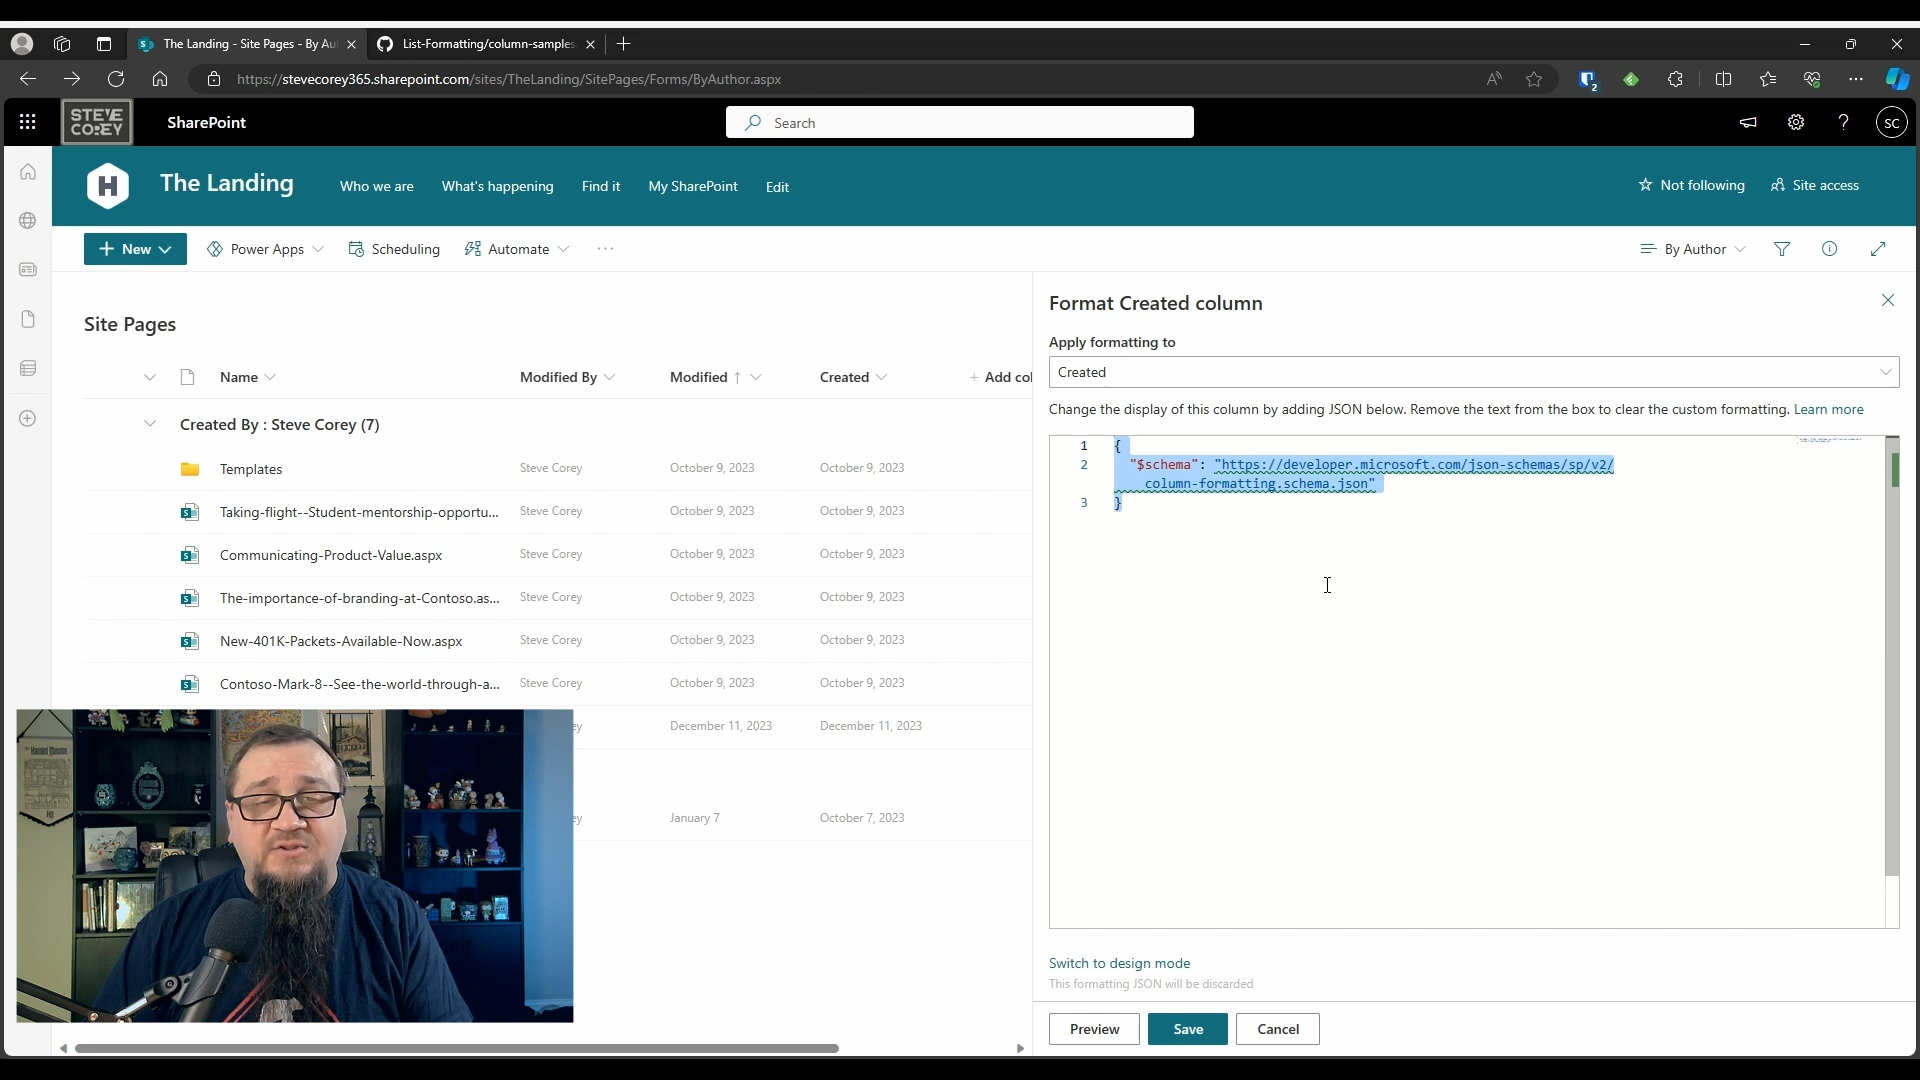 The Landing - Site Pages - By Au
List-Formatting/column-samples
https://stevecorey365.sharepoint.com/sites/TheLanding/SitePages/Forms/ByAuthor.aspx
2
STEVE
COREY
SharePoint
Search
?
SC
H
The Landing
Who we are
What's happening
Find it
My SharePoint
Edit
Not following
Site access
+ New
Power Apps
Scheduling
Automate
...
By Author
Site Pages
Name
Modified By
Modified ↑
Created
+ Add col
Created By : Steve Corey (7)
Templates Steve Corey October 9, 2023 October 9, 2023
Taking-flight--Student-mentorship-opportu... Steve Corey October 9, 2023 October 9, 2023
Communicating-Product-Value.aspx Steve Corey October 9, 2023 October 9, 2023
The-importance-of-branding-at-Contoso.as... Steve Corey October 9, 2023 October 9, 2023
New-401K-Packets-Available-Now.aspx Steve Corey October 9, 2023 October 9, 2023
Contoso-Mark-8--See-the-world-through-a... Steve Corey October 9, 2023 October 9, 2023
ey December 11, 2023 December 11, 2023
ey January 7 October 7, 2023
Format Created column
Apply formatting to
Created
Change the display of this column by adding JSON below. Remove the text from the box to clear the custom formatting. Learn more
1 {
2 "$schema": "https://developer.microsoft.com/json-schemas/sp/v2/
column-formatting.schema.json"
3 }
Switch to design mode
This formatting JSON will be discarded
Preview
Save
Cancel